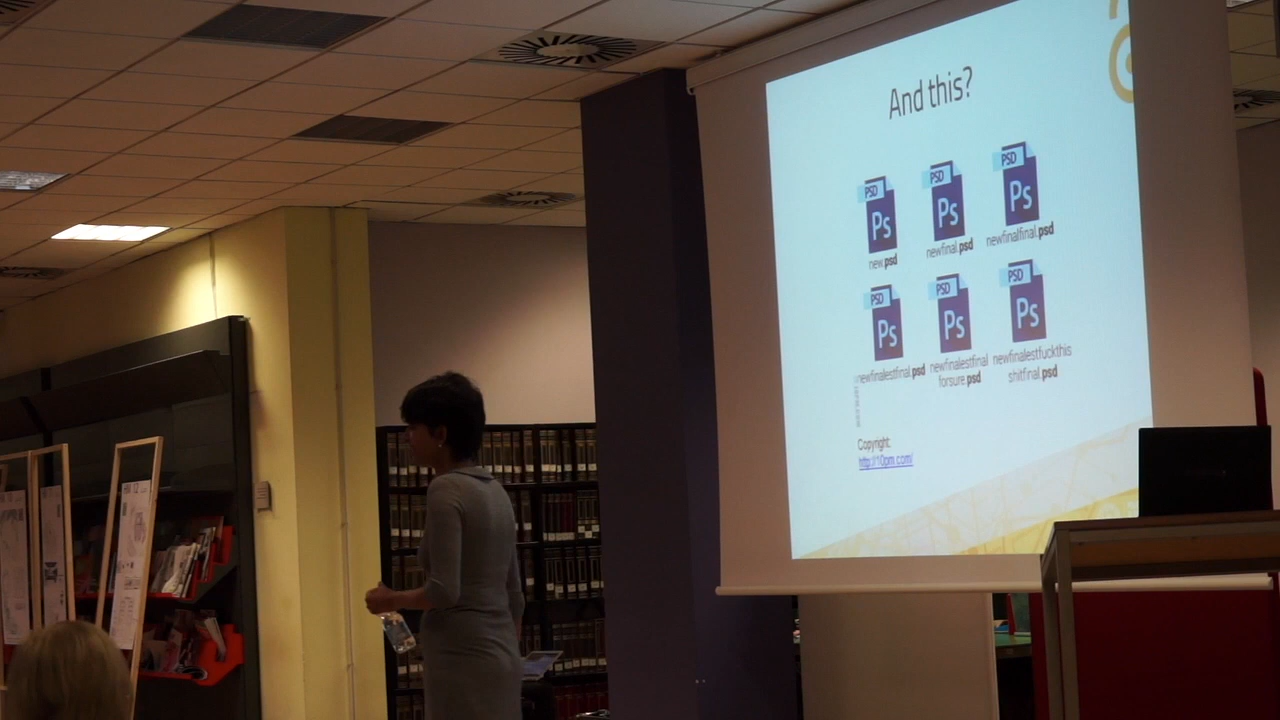 And this?
PSD
PSD
PSD
Ps
Ps
Ps
new.psd
newfinal.psd
newfinalfinal.psd
PSD
PSD
PSD
Ps
Ps
Ps
newfinalestfinal.psd
newfinalestfinal
forsure.psd
newfinalestfuckthis
shitfinal.psd
Copyright:
http://10pm.com/